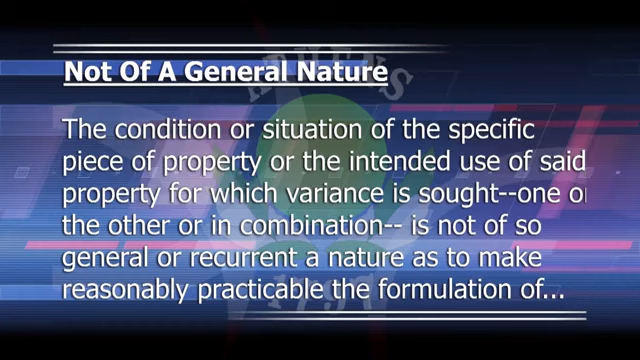 Not Of A General Nature
The condition or situation of the specific
piece of property or the intended use of said
property for which variance is sought--one or
the other or in combination-- is not of so
general or recurrent a nature as to make
reasonably practicable the formulation of...
ATHENS
1797